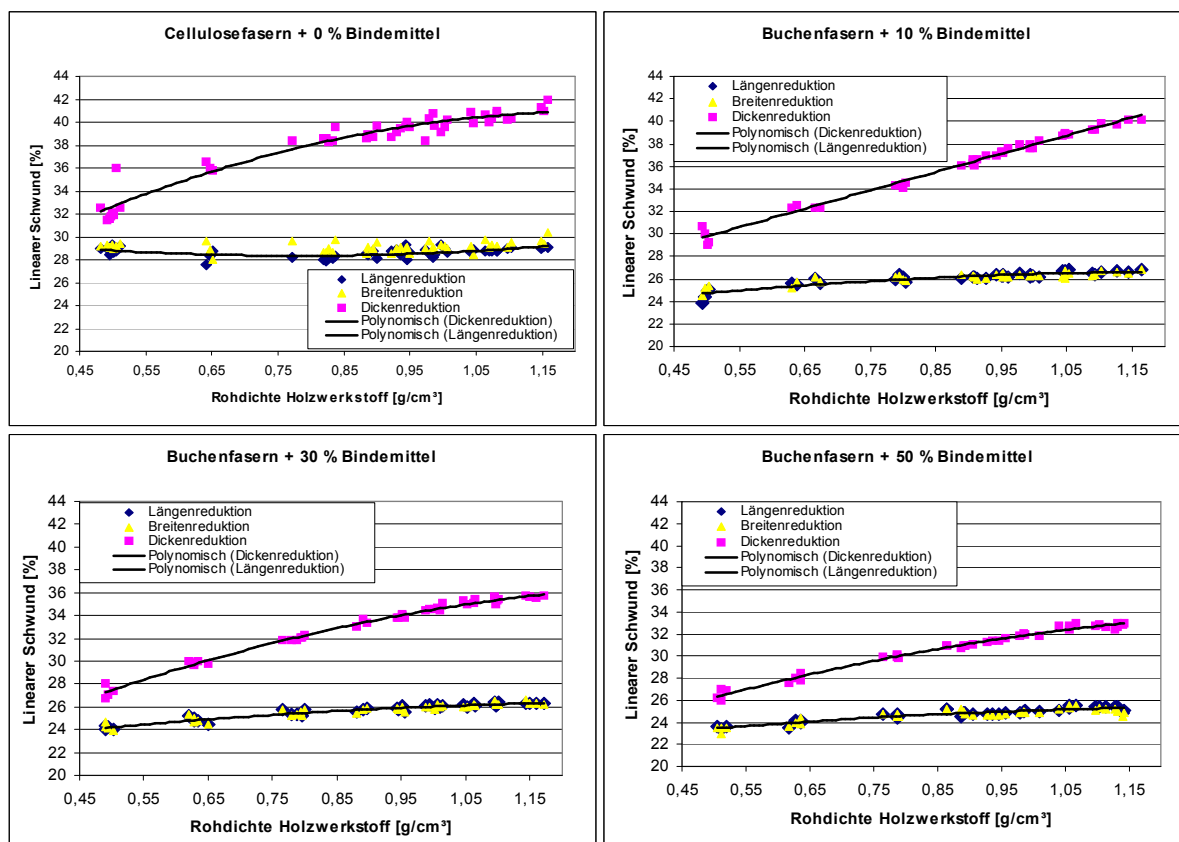 Cellulosefasern + 0 % Bindemittel
Linearer Schwund [%]
44
42
40
38
36
34
32
30
28
26
24
22
20
Längenreduktion
Breitenreduktion
Dickenreduktion
Polynomisch (Dickenreduktion)
Polynomisch (Längenreduktion)
0,45 0,55 0,65 0,75 0,85 0,95 1,05 1,15
Rohdichte Holzwerkstoff [g/cm³]
Buchenfasern + 10 % Bindemittel
Linearer Schwund [%]
44
42
40
38
36
34
32
30
28
26
24
22
20
Längenreduktion
Breitenreduktion
Dickenreduktion
Polynomisch (Dickenreduktion)
Polynomisch (Längenreduktion)
0,45 0,55 0,65 0,75 0,85 0,95 1,05 1,15
Rohdichte Holzwerkstoff [g/cm³]
Buchenfasern + 30 % Bindemittel
Linearer Schwund [%]
44
42
40
38
36
34
32
30
28
26
24
22
20
Längenreduktion
Breitenreduktion
Dickenreduktion
Polynomisch (Dickenreduktion)
Polynomisch (Längenreduktion)
0,45 0,55 0,65 0,75 0,85 0,95 1,05 1,15
Rohdichte Holzwerkstoff [g/cm³]
Buchenfasern + 50 % Bindemittel
Linearer Schwund [%]
44
42
40
38
36
34
32
30
28
26
24
22
20
Längenreduktion
Breitenreduktion
Dickenreduktion
Polynomisch (Dickenreduktion)
Polynomisch (Längenreduktion)
0,45 0,55 0,65 0,75 0,85 0,95 1,05 1,15
Rohdichte Holzwerkstoff [g/cm³]